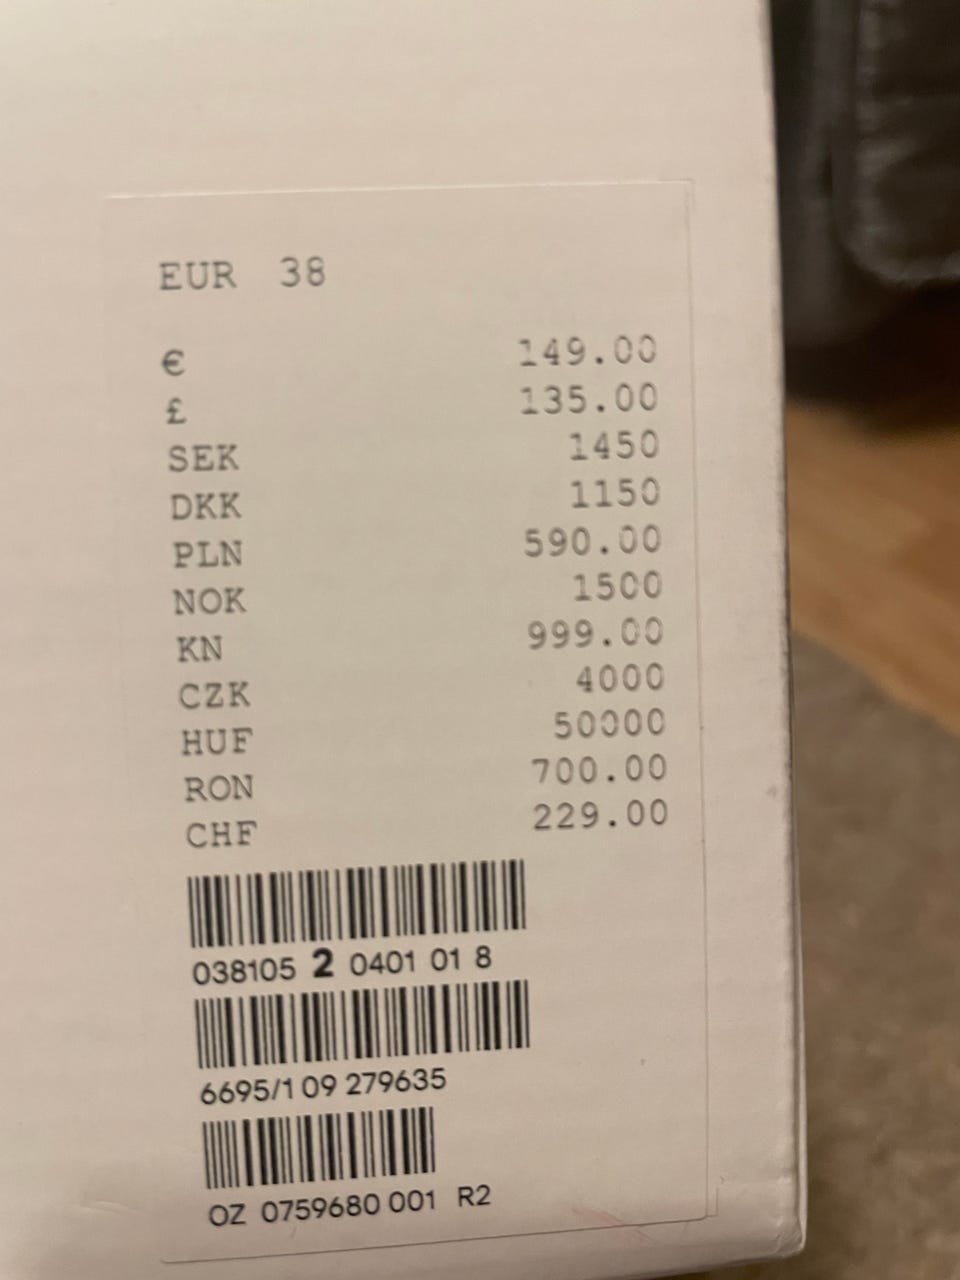 EUR 38
€ 149.00
£ 135.00
SEK 1450
DKK 1150
PLN 590.00
NOK 1500
KN 999.00
CZK 4000
HUF 50000
RON 700.00
CHF 229.00
038105 2 0401 01 8
6695/1 09 279635
OZ 0759680 001 R2